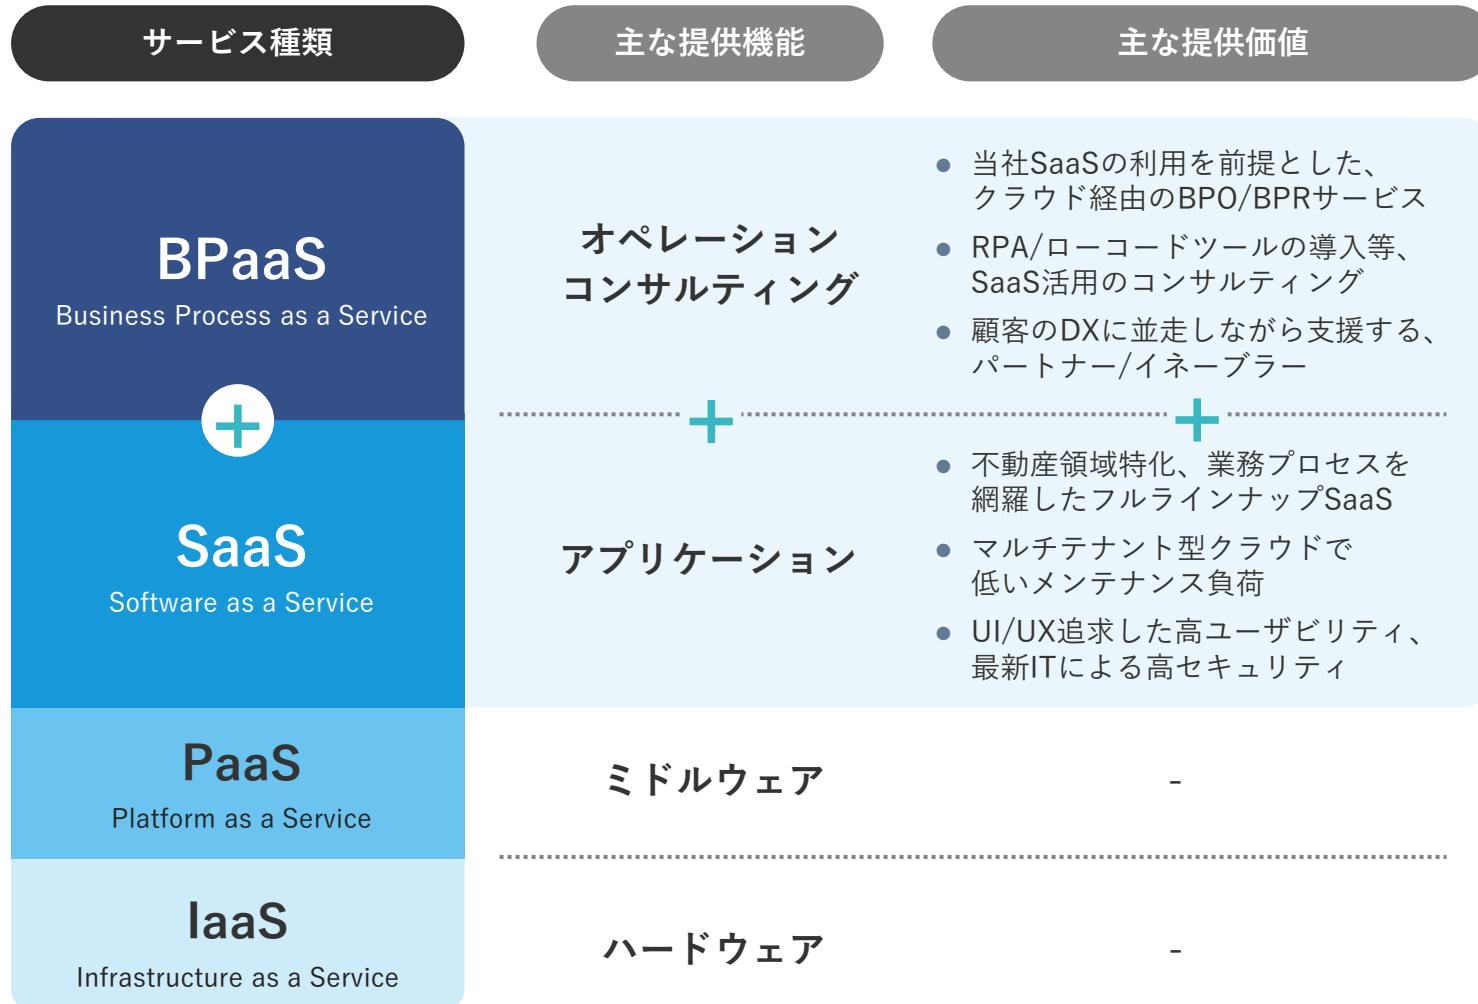 サービス種類
主な提供機能
主な提供価値
BPaaS
Business Process as a Service
オペレーション
コンサルティング
● 当社SaaSの利用を前提とした、
クラウド経由のBPO/BPRサービス
● RPA/ローコードツールの導入等、
SaaS活用のコンサルティング
● 顧客のDXに並走しながら支援する、
パートナー/イネーブラー
+
+
+
SaaS
Software as a Service
アプリケーション
● 不動産領域特化、業務プロセスを
網羅したフルラインナップSaaS
● マルチテナント型クラウドで
低いメンテナンス負荷
● UI/UX追求した高ユーザビリティ、
最新ITによる高セキュリティ
PaaS
Platform as a Service
ミドルウェア
-
IaaS
Infrastructure as a Service
ハードウェア
-